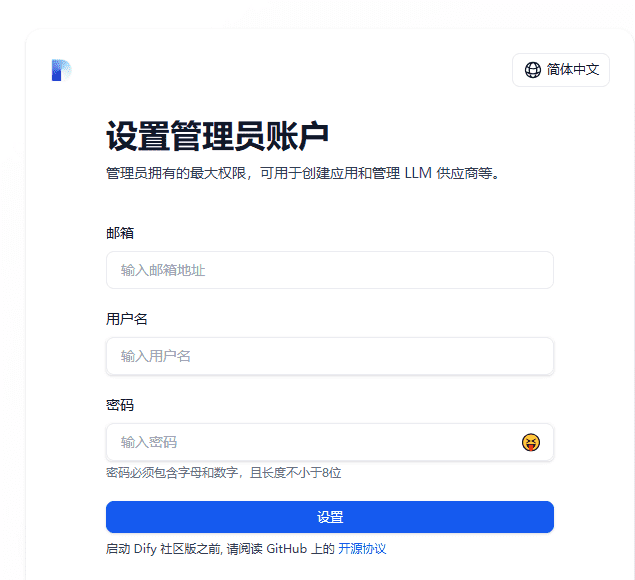 简体中文
设置管理员账户
管理员拥有的最大权限，可用于创建应用和管理 LLM 供应商等。
邮箱
输入邮箱地址
用户名
输入用户名
密码
输入密码
密码必须包含字母和数字，且长度不小于8位
设置
启动 Dify 社区版之前, 请阅读 GitHub 上的 开源协议